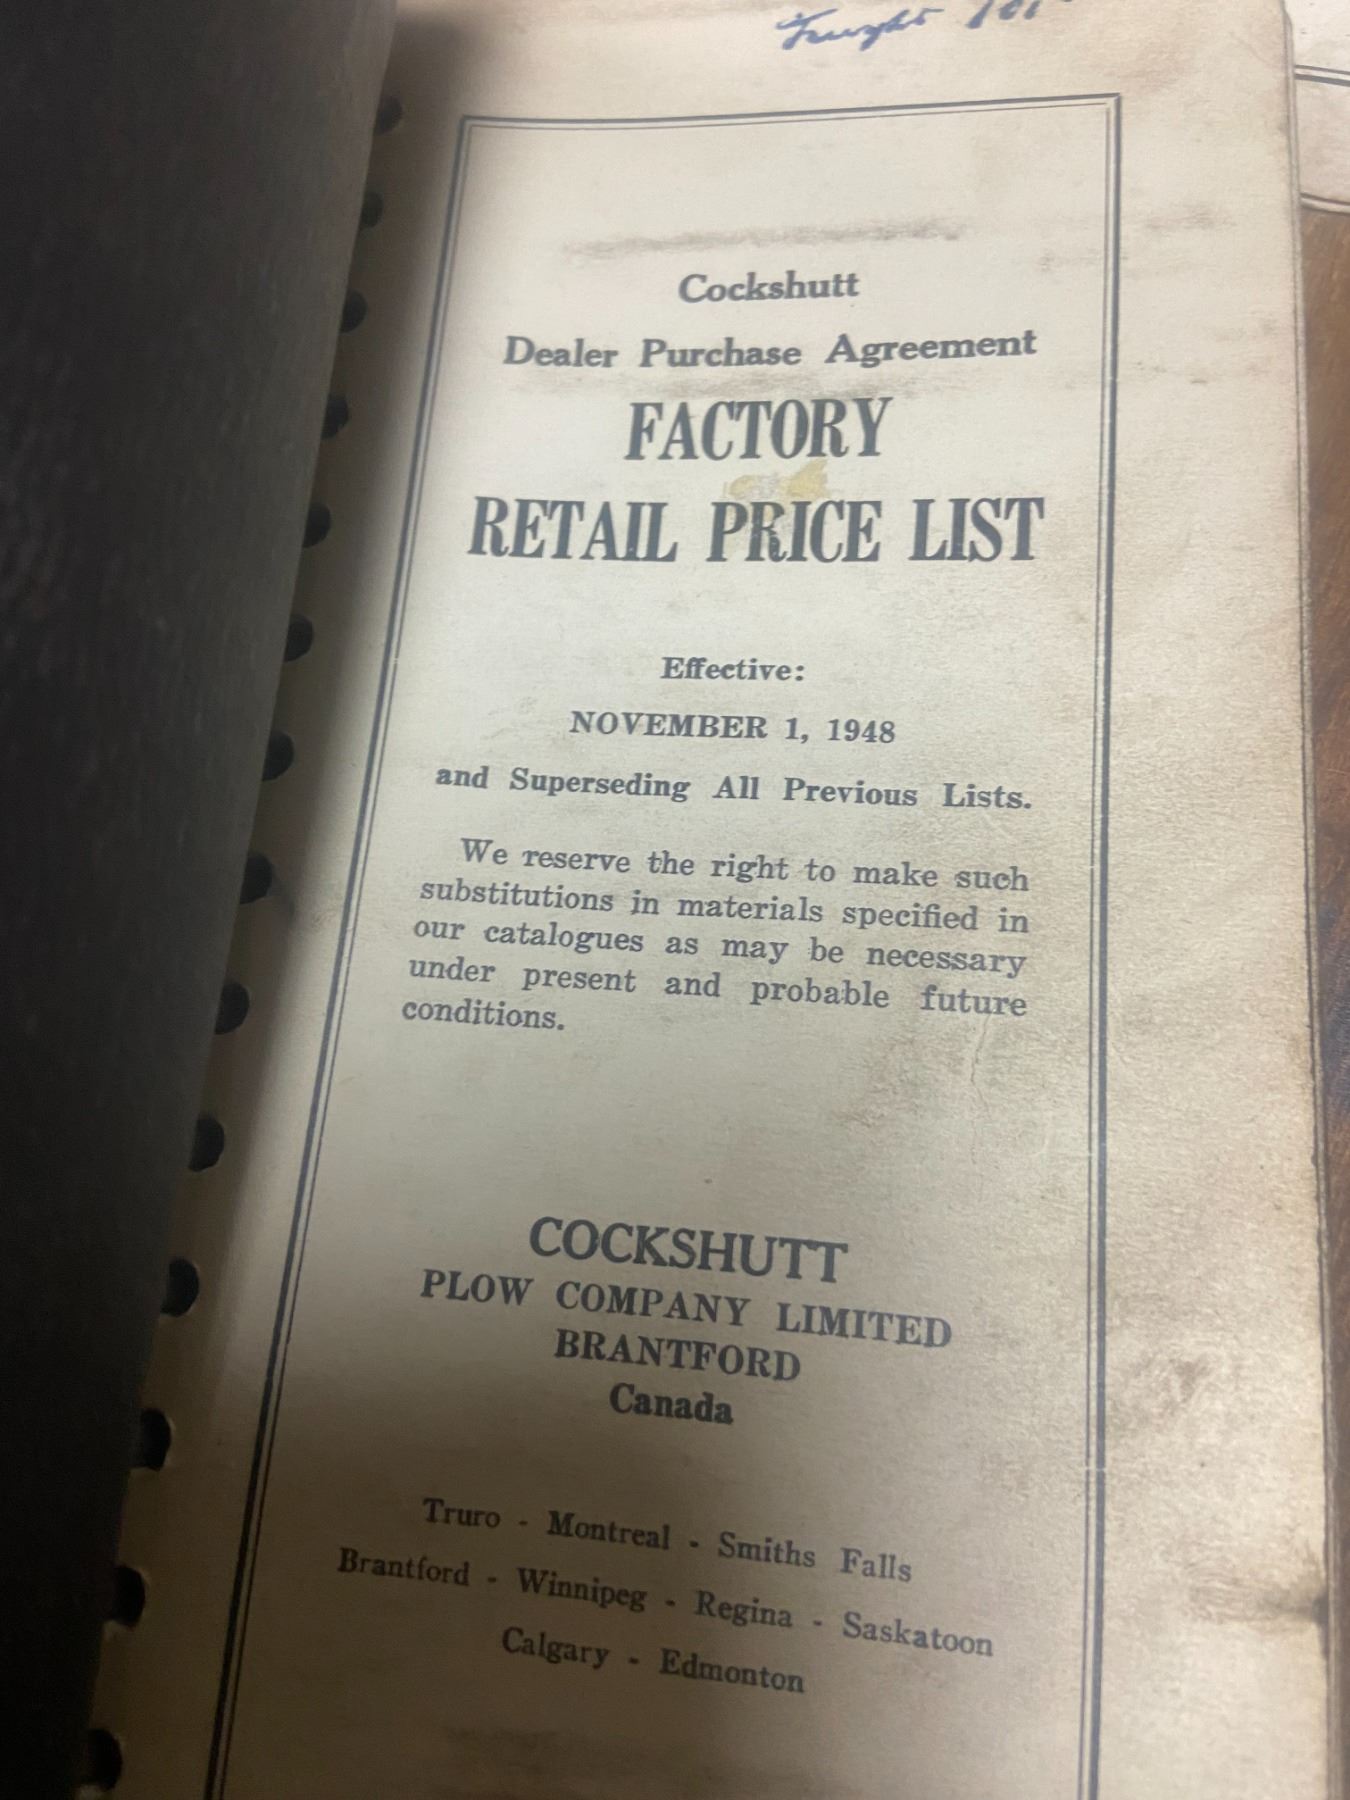 Freight
Cockshutt
Dealer Purchase Agreement
FACTORY
RETAIL PRICE LIST
Effective:
NOVEMBER 1, 1948
and Superseding All Previous Lists.
We reserve the right to make such
substitutions in materials specified in
our catalogues as may be necessary
under present and probable future
conditions.
COCKSHUTT
PLOW COMPANY LIMITED
BRANTFORD
Canada
Truro - Montreal - Smiths Falls
Brantford - Winnipeg - Regina - Saskatoon
Calgary - Edmonton